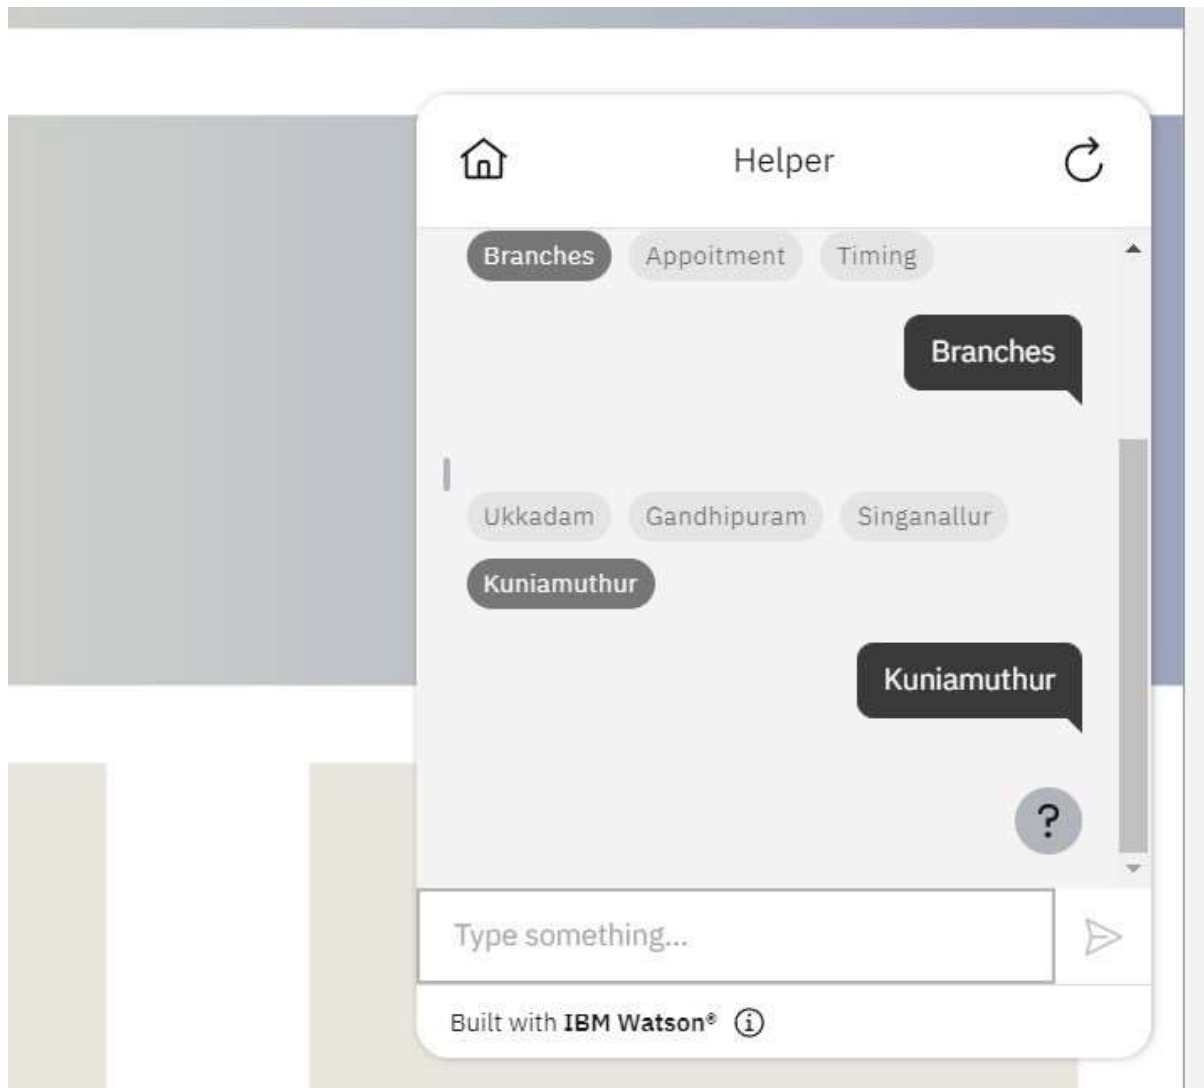 Helper
Branches Appoitment Timing
Branches
Ukkadam Gandhipuram Singanallur
Kuniamuthur
Kuniamuthur
?
Type something...
Built with IBM Watson®